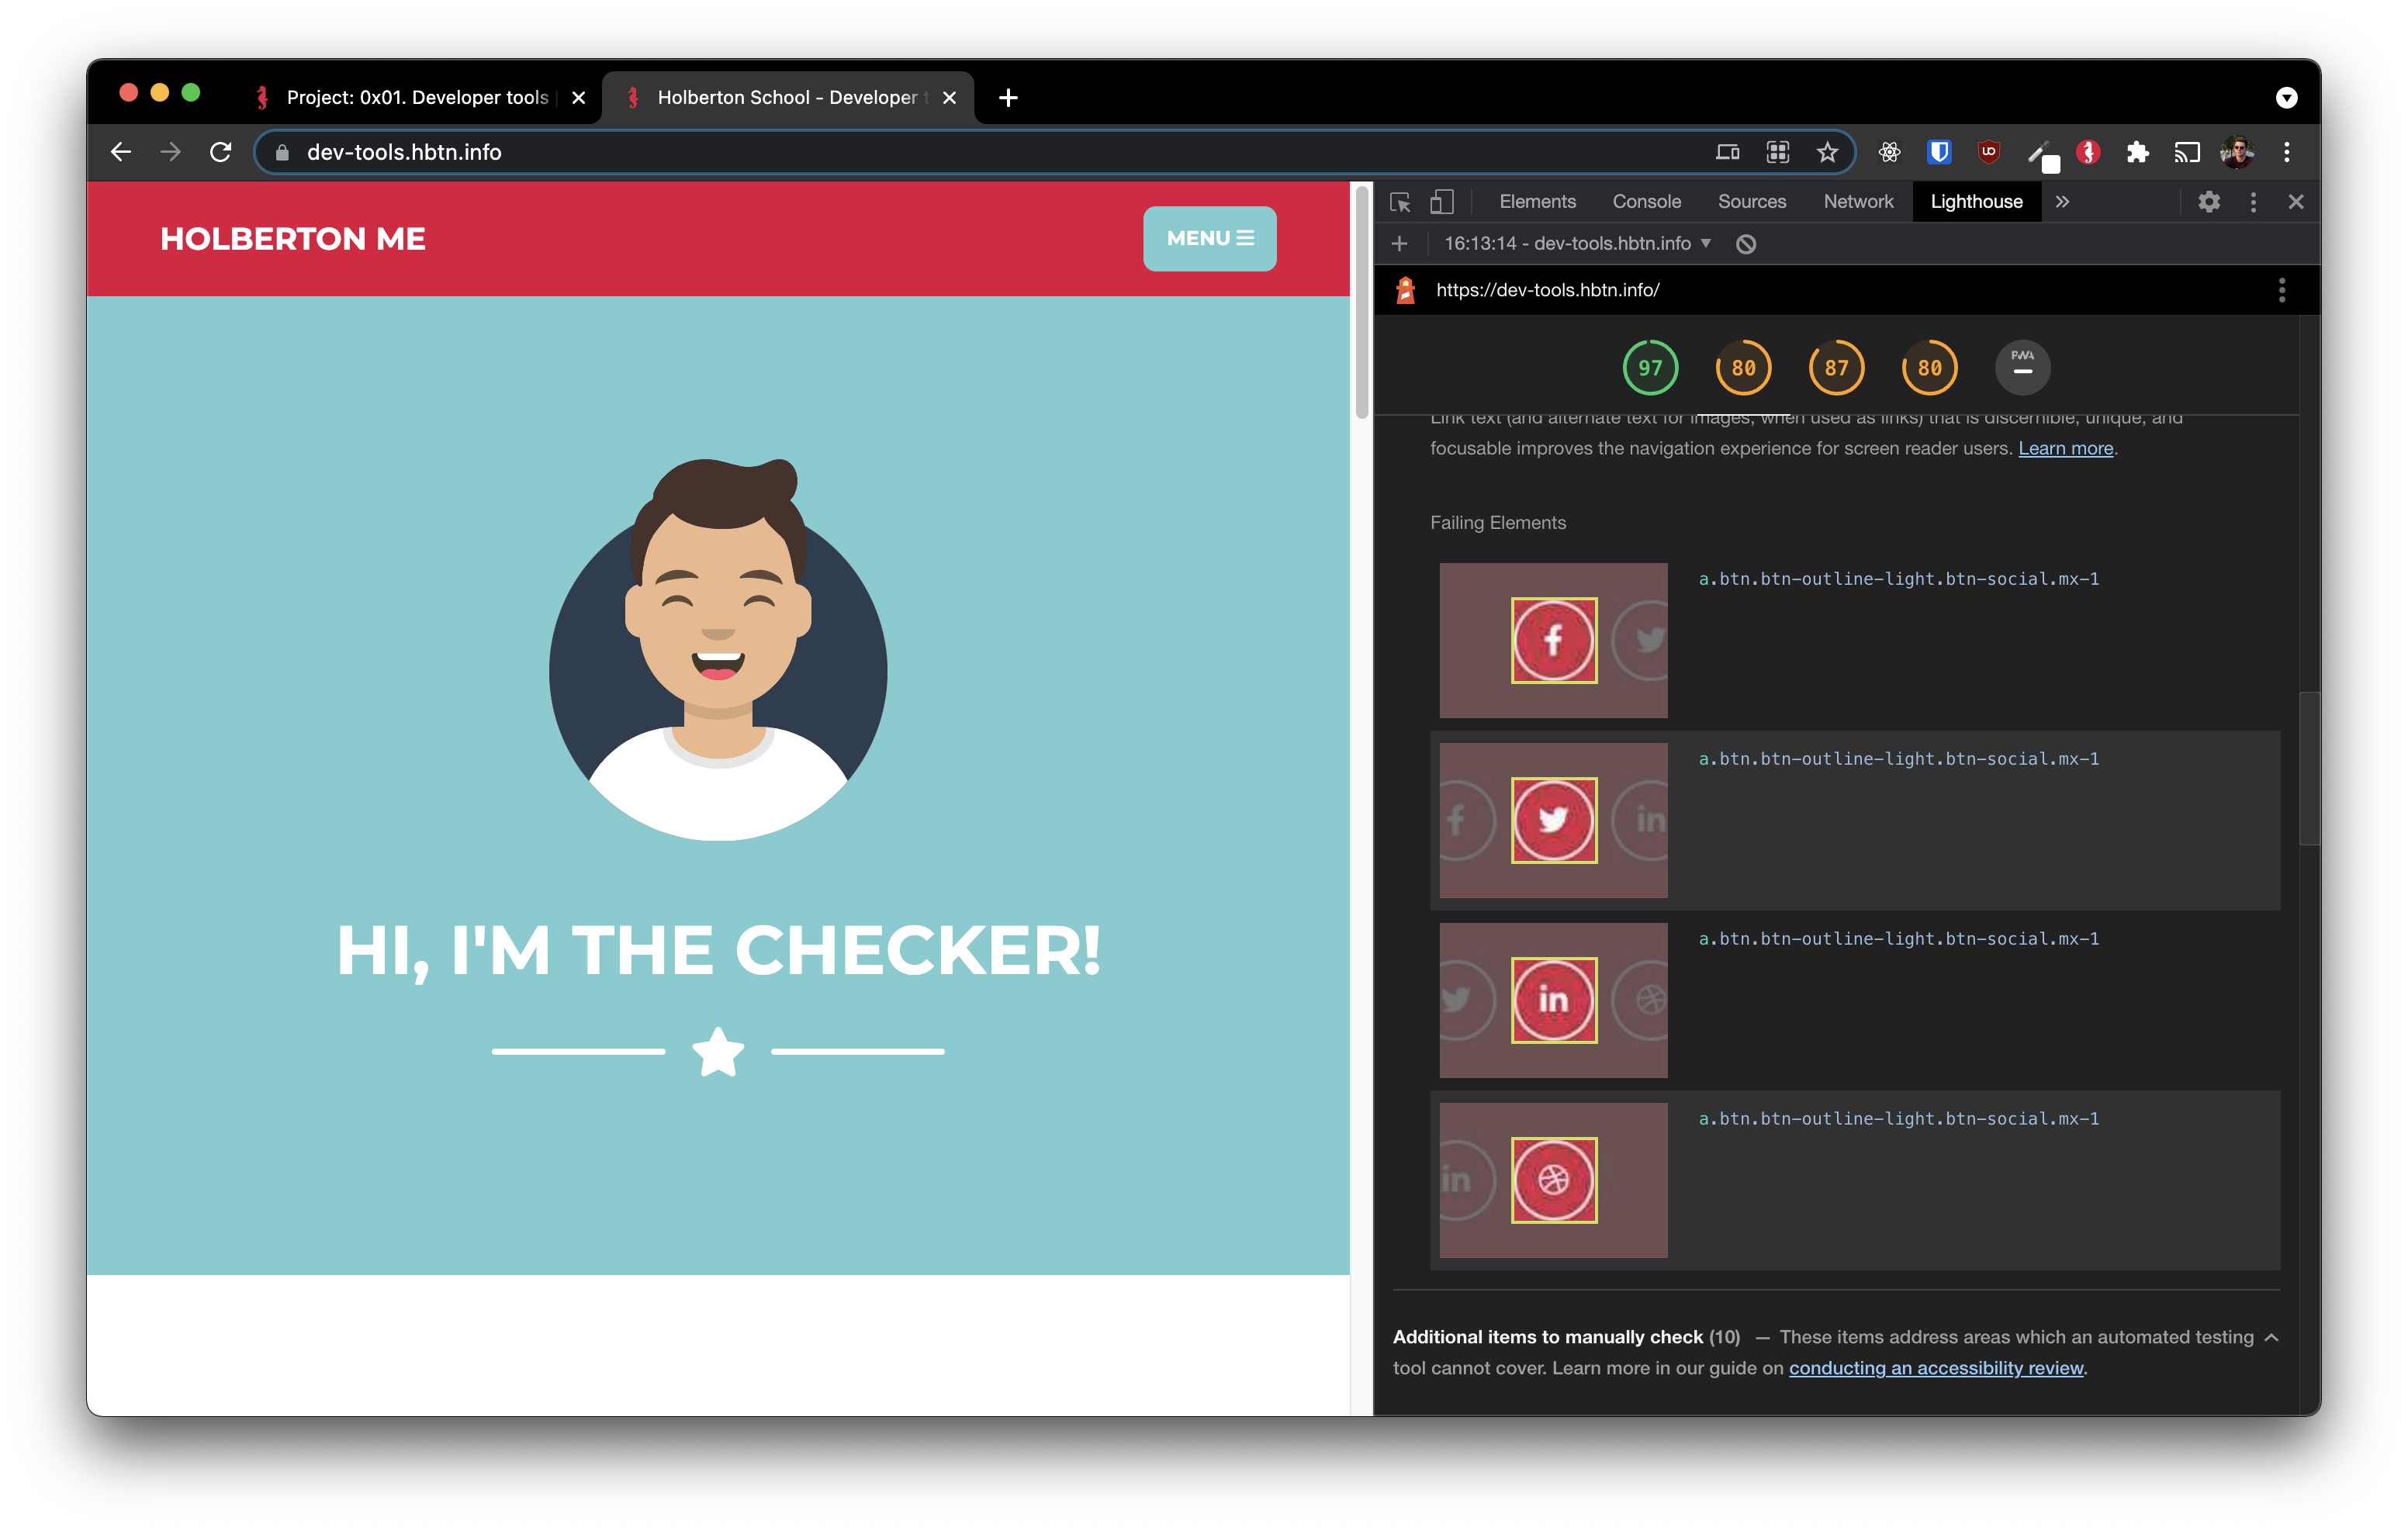 Project: 0x01. Developer tools
Holberton School - Developer t
dev-tools.hbtn.info
HOLBERTON ME
MENU
HI, I'M THE CHECKER!
Elements Console Sources Network Lighthouse
16:13:14 - dev-tools.hbtn.info
https://dev-tools.hbtn.info/
97 80 87 80 PWA
Link text (and alternate text for images, when used as links) that is discernible, unique, and
focusable improves the navigation experience for screen reader users. Learn more.
Failing Elements
a.btn.btn-outline-light.btn-social.mx-1
a.btn.btn-outline-light.btn-social.mx-1
in
a.btn.btn-outline-light.btn-social.mx-1
in
a.btn.btn-outline-light.btn-social.mx-1
in
Additional items to manually check (10) — These items address areas which an automated testing
tool cannot cover. Learn more in our guide on conducting an accessibility review.